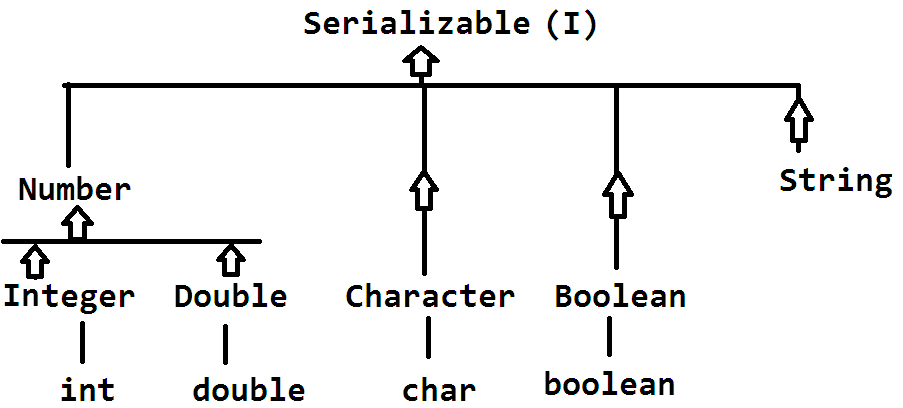 Serializable (I)
Number
String
Integer Double Character Boolean
int double char boolean